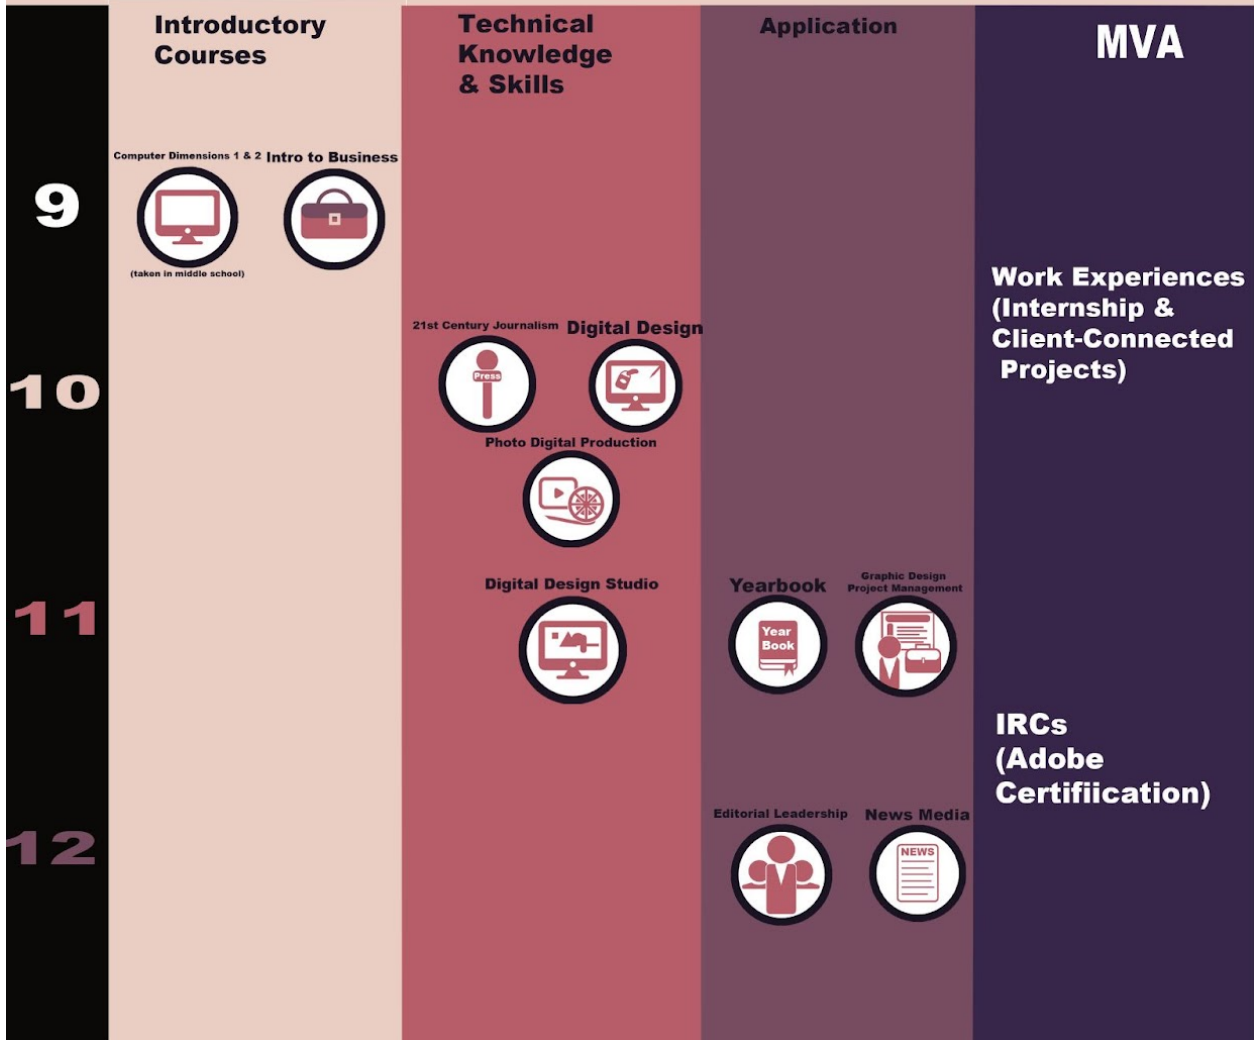 Introductory
Courses
Technical
Knowledge
& Skills
Application
MVA
9
Computer Dimensions 1 & 2
Intro to Business
(taken in middle school)
Work Experiences
(Internship &
Client-Connected
Projects)
10
21st Century Journalism
Digital Design
Press
Photo Digital Production
11
Digital Design Studio
Yearbook
Year
Book
Graphic Design
Project Management
IRCs
(Adobe
Certifiication)
12
Editorial Leadership
News Media
NEWS